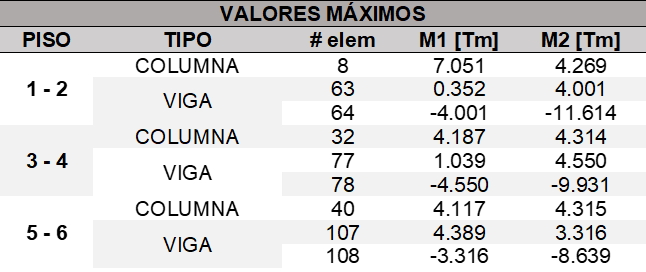 VALORES MÁXIMOS
PISO TIPO # elem M1 [Tm] M2 [Tm]
1 - 2 COLUMNA 8 7.051 4.269
VIGA 63 0.352 4.001
64 -4.001 -11.614
3 - 4 COLUMNA 32 4.187 4.314
VIGA 77 1.039 4.550
78 -4.550 -9.931
5 - 6 COLUMNA 40 4.117 4.315
VIGA 107 4.389 3.316
108 -3.316 -8.639